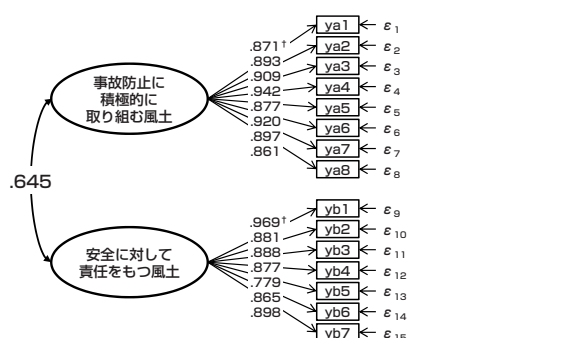 .871† ya1 ε1
.893 ya2 ε2
.909 ya3 ε3
.942 ya4 ε4
.877 ya5 ε5
.920 ya6 ε6
.897 ya7 ε7
.861 ya8 ε8
事故防止に
積極的に
取り組む風土
.645
.969† yb1 ε9
.881 yb2 ε10
.888 yb3 ε11
.877 yb4 ε12
.779 yb5 ε13
.865 yb6 ε14
.898 yb7 ε15
安全に対して
責任をもつ風土